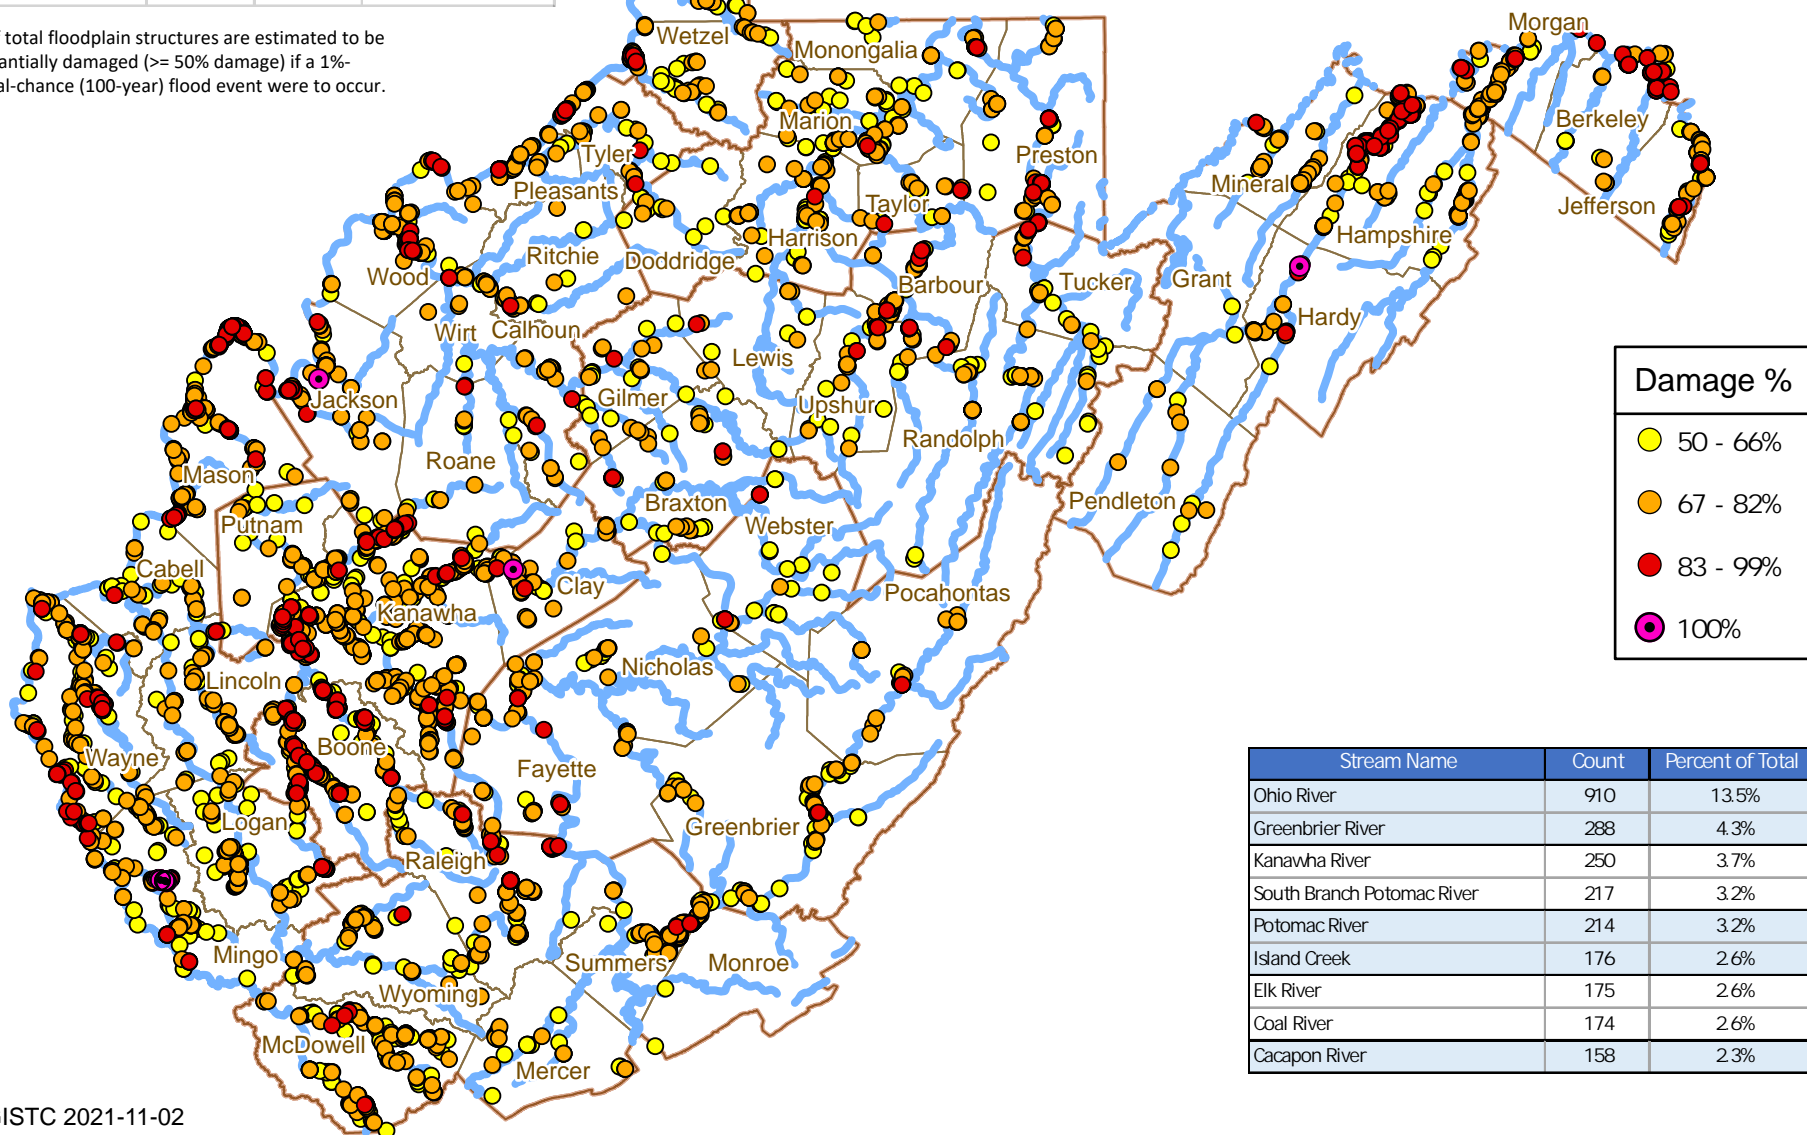 total floodplain structures are estimated to be
antially damaged (>= 50% damage) if a 1%-
al-chance (100-year) flood event were to occur.
Morgan
Wetzel
Monongalia
Marion
Berkeley
Tyler
Preston
Pleasants
Mineral
Taylor
Jefferson
Harrison
Hampshire
Ritchie
Doddridge
Wood
Barbour
Tucker
Grant
Hardy
Wirt
Calhoun
Lewis
Jackson
Gilmer
Upshur
Randolph
Roane
Mason
Braxton
Pendleton
Putnam
Webster
Cabell
Clay
Pocahontas
Kanawha
Nicholas
Lincoln
Boone
Wayne
Fayette
Logan
Greenbrier
Raleigh
Mingo
Summers
Monroe
Wyoming
McDowell
Mercer
Damage %
50 - 66%
67 - 82%
83 - 99%
100%
Stream Name Count Percent of Total
Ohio River 910 13.5%
Greenbrier River 288 4.3%
Kanawha River 250 3.7%
South Branch Potomac River 217 3.2%
Potomac River 214 3.2%
Island Creek 176 2.6%
Elk River 175 2.6%
Coal River 174 2.6%
Cacapon River 158 2.3%
ISTC 2021-11-02